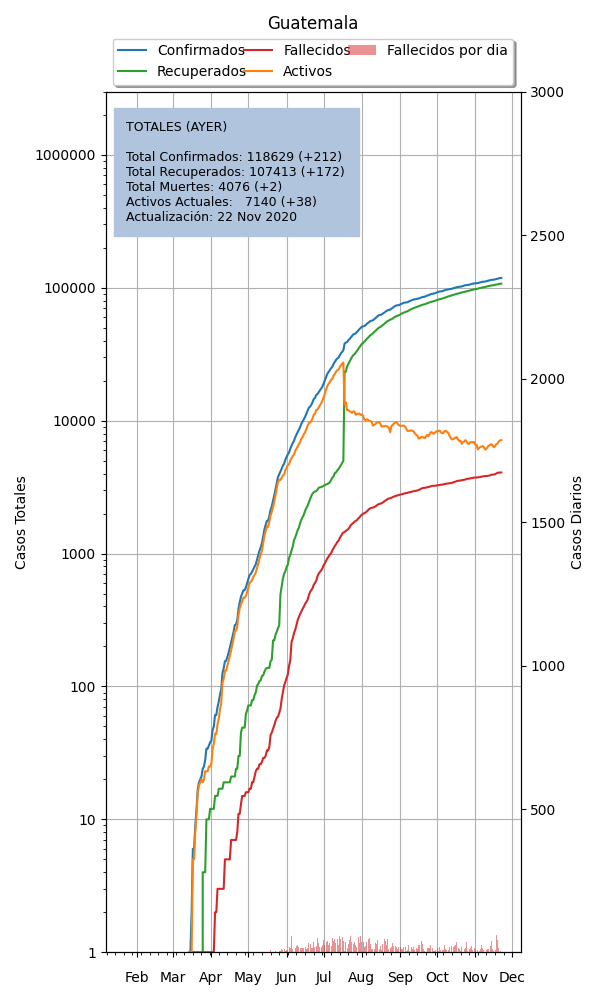 Guatemala
Confirmados
Fallecidos
Fallecidos por dia
Recuperados
Activos
TOTALES (AYER)
Total Confirmados: 118629 (+212)
Total Recuperados: 107413 (+172)
Total Muertes: 4076 (+2)
Activos Actuales:   7140 (+38)
Actualización: 22 Nov 2020
Casos Totales
1000000
100000
10000
1000
100
10
1
3000
2500
2000
1500
1000
500
Casos Diarios
Feb Mar Apr May Jun Jul Aug Sep Oct Nov Dec